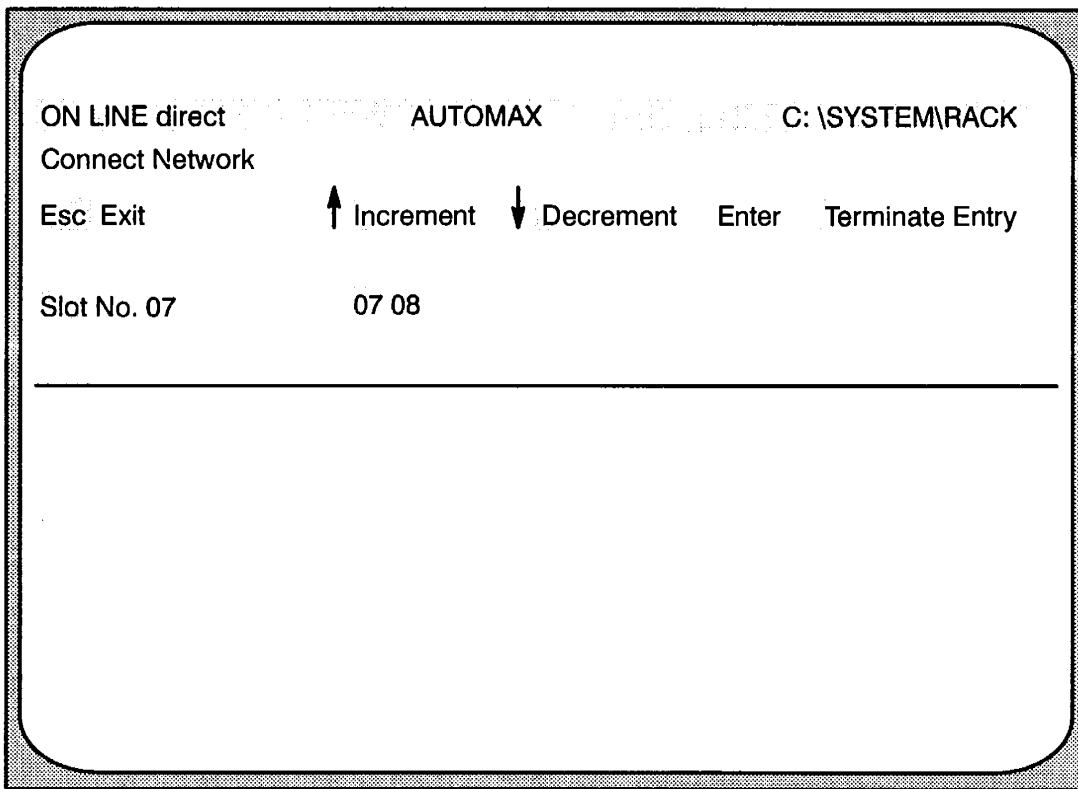 ON LINE direct AUTOMAX C: \SYSTEM\RACK
Connect Network
Esc Exit ↑ Increment ↓ Decrement Enter Terminate Entry
Slot No. 07 07 08